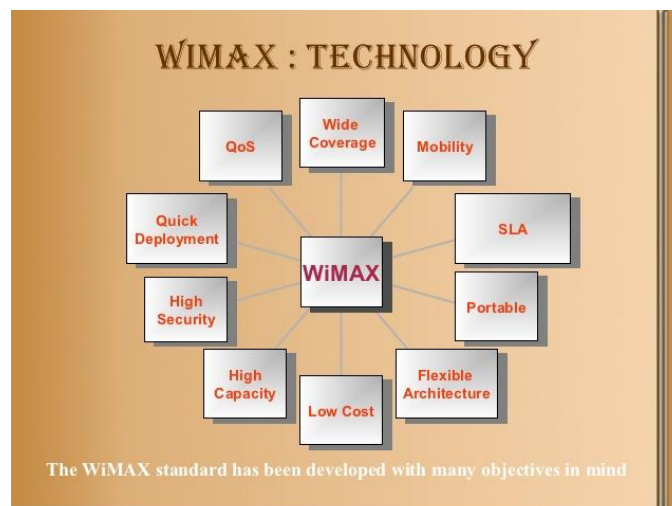 WIMAX : TECHNOLOGY
Wide
Coverage
QoS
Mobility
Quick
Deployment
SLA
WiMAX
High
Security
Portable
High
Capacity
Flexible
Architecture
Low Cost
The WiMAX standard has been developed with many objectives in mind